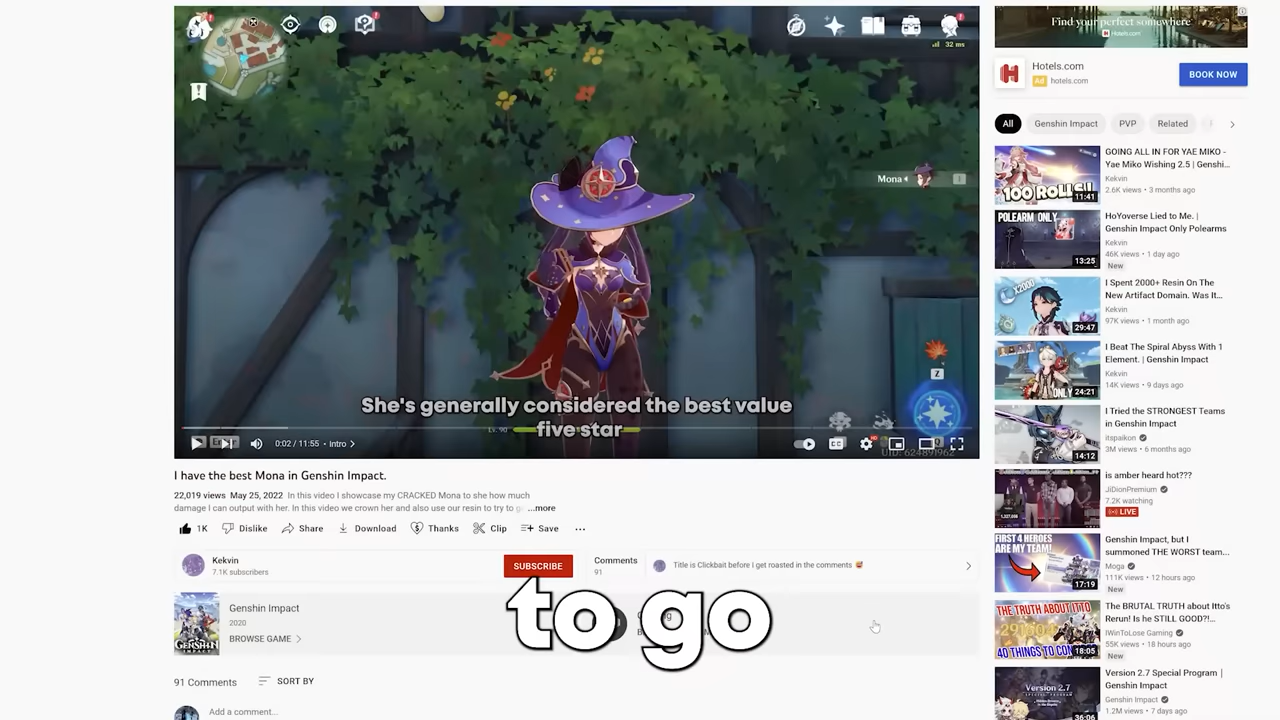 32 ms
Mona
She's generally considered the best value
five star
Lv. 90
0:02 / 11:55 • Intro
UID: 624891962
I have the best Mona in Genshin Impact.
22,019 views May 25, 2022 In this video I showcase my CRACKED Mona to she how much
damage I can output with her. In this video we crown her and also use our resin to try to g ...more
1K Dislike Share Download Thanks Clip Save
Kekvin
7.1K subscribers
SUBSCRIBE
Comments
91
Title is Clickbait before I get roasted in the comments
Genshin Impact
2020
BROWSE GAME
GENSHIN
IMPACT
to go
91 Comments SORT BY
Add a comment...
Find your perfect somewhere
Hotels.com
Hotels.com
Ad hotels.com
BOOK NOW
All Genshin Impact PVP Related
GOING ALL IN FOR YAE MIKO -
Yae Miko Wishing 2.5 | Genshi...
Kekvin
2.6K views • 3 months ago
100 ROLLS!
11:41
HoYoverse Lied to Me. |
Genshin Impact Only Polearms
Kekvin
46K views • 1 day ago
New
POLEARM ONLY
13:25
I Spent 2000+ Resin On The
New Artifact Domain. Was It...
Kekvin
97K views • 1 month ago
X2000
29:47
I Beat The Spiral Abyss With 1
Element. | Genshin Impact
Kekvin
14K views • 9 days ago
ONLY
24:21
I Tried the STRONGEST Teams
in Genshin Impact
itspaikon
3M views • 6 months ago
14:12
is amber heard hot???
JiDionPremium
7.2K watching
LIVE
Genshin Impact, but I
summoned THE WORST team...
Moga
111K views • 12 hours ago
New
FIRST 4 HEROES
ARE MY TEAM!
17:19
The BRUTAL TRUTH about Itto's
Rerun! Is he STILL GOOD?!...
IWinToLose Gaming
55K views • 18 hours ago
New
THE TRUTH ABOUT ITTO
18:05
Version 2.7 Special Program |
Genshin Impact
Genshin Impact
1.2M views • 7 days ago
Version 2.7
36:06